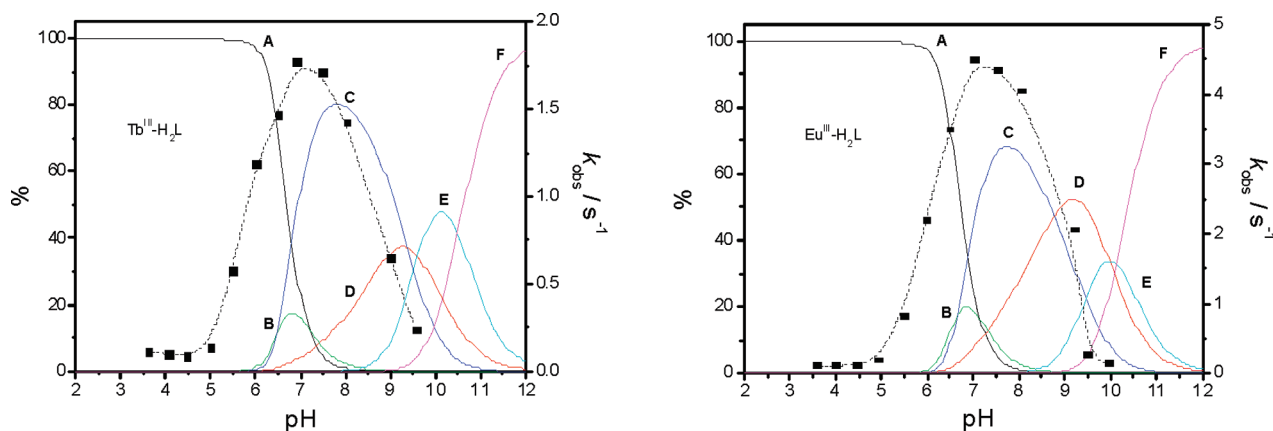 100
80
60
40
20
0
%
2 3 4 5 6 7 8 9 10 11 12
pH
2.0
1.5
1.0
0.5
0.0
k_obs / s⁻¹
Tb^III-H₂L
A
B
C
D
E
F
100
80
60
40
20
0
%
2 3 4 5 6 7 8 9 10 11 12
pH
5
4
3
2
1
0
k_obs / s⁻¹
Eu^III-H₂L
A
B
C
D
E
F